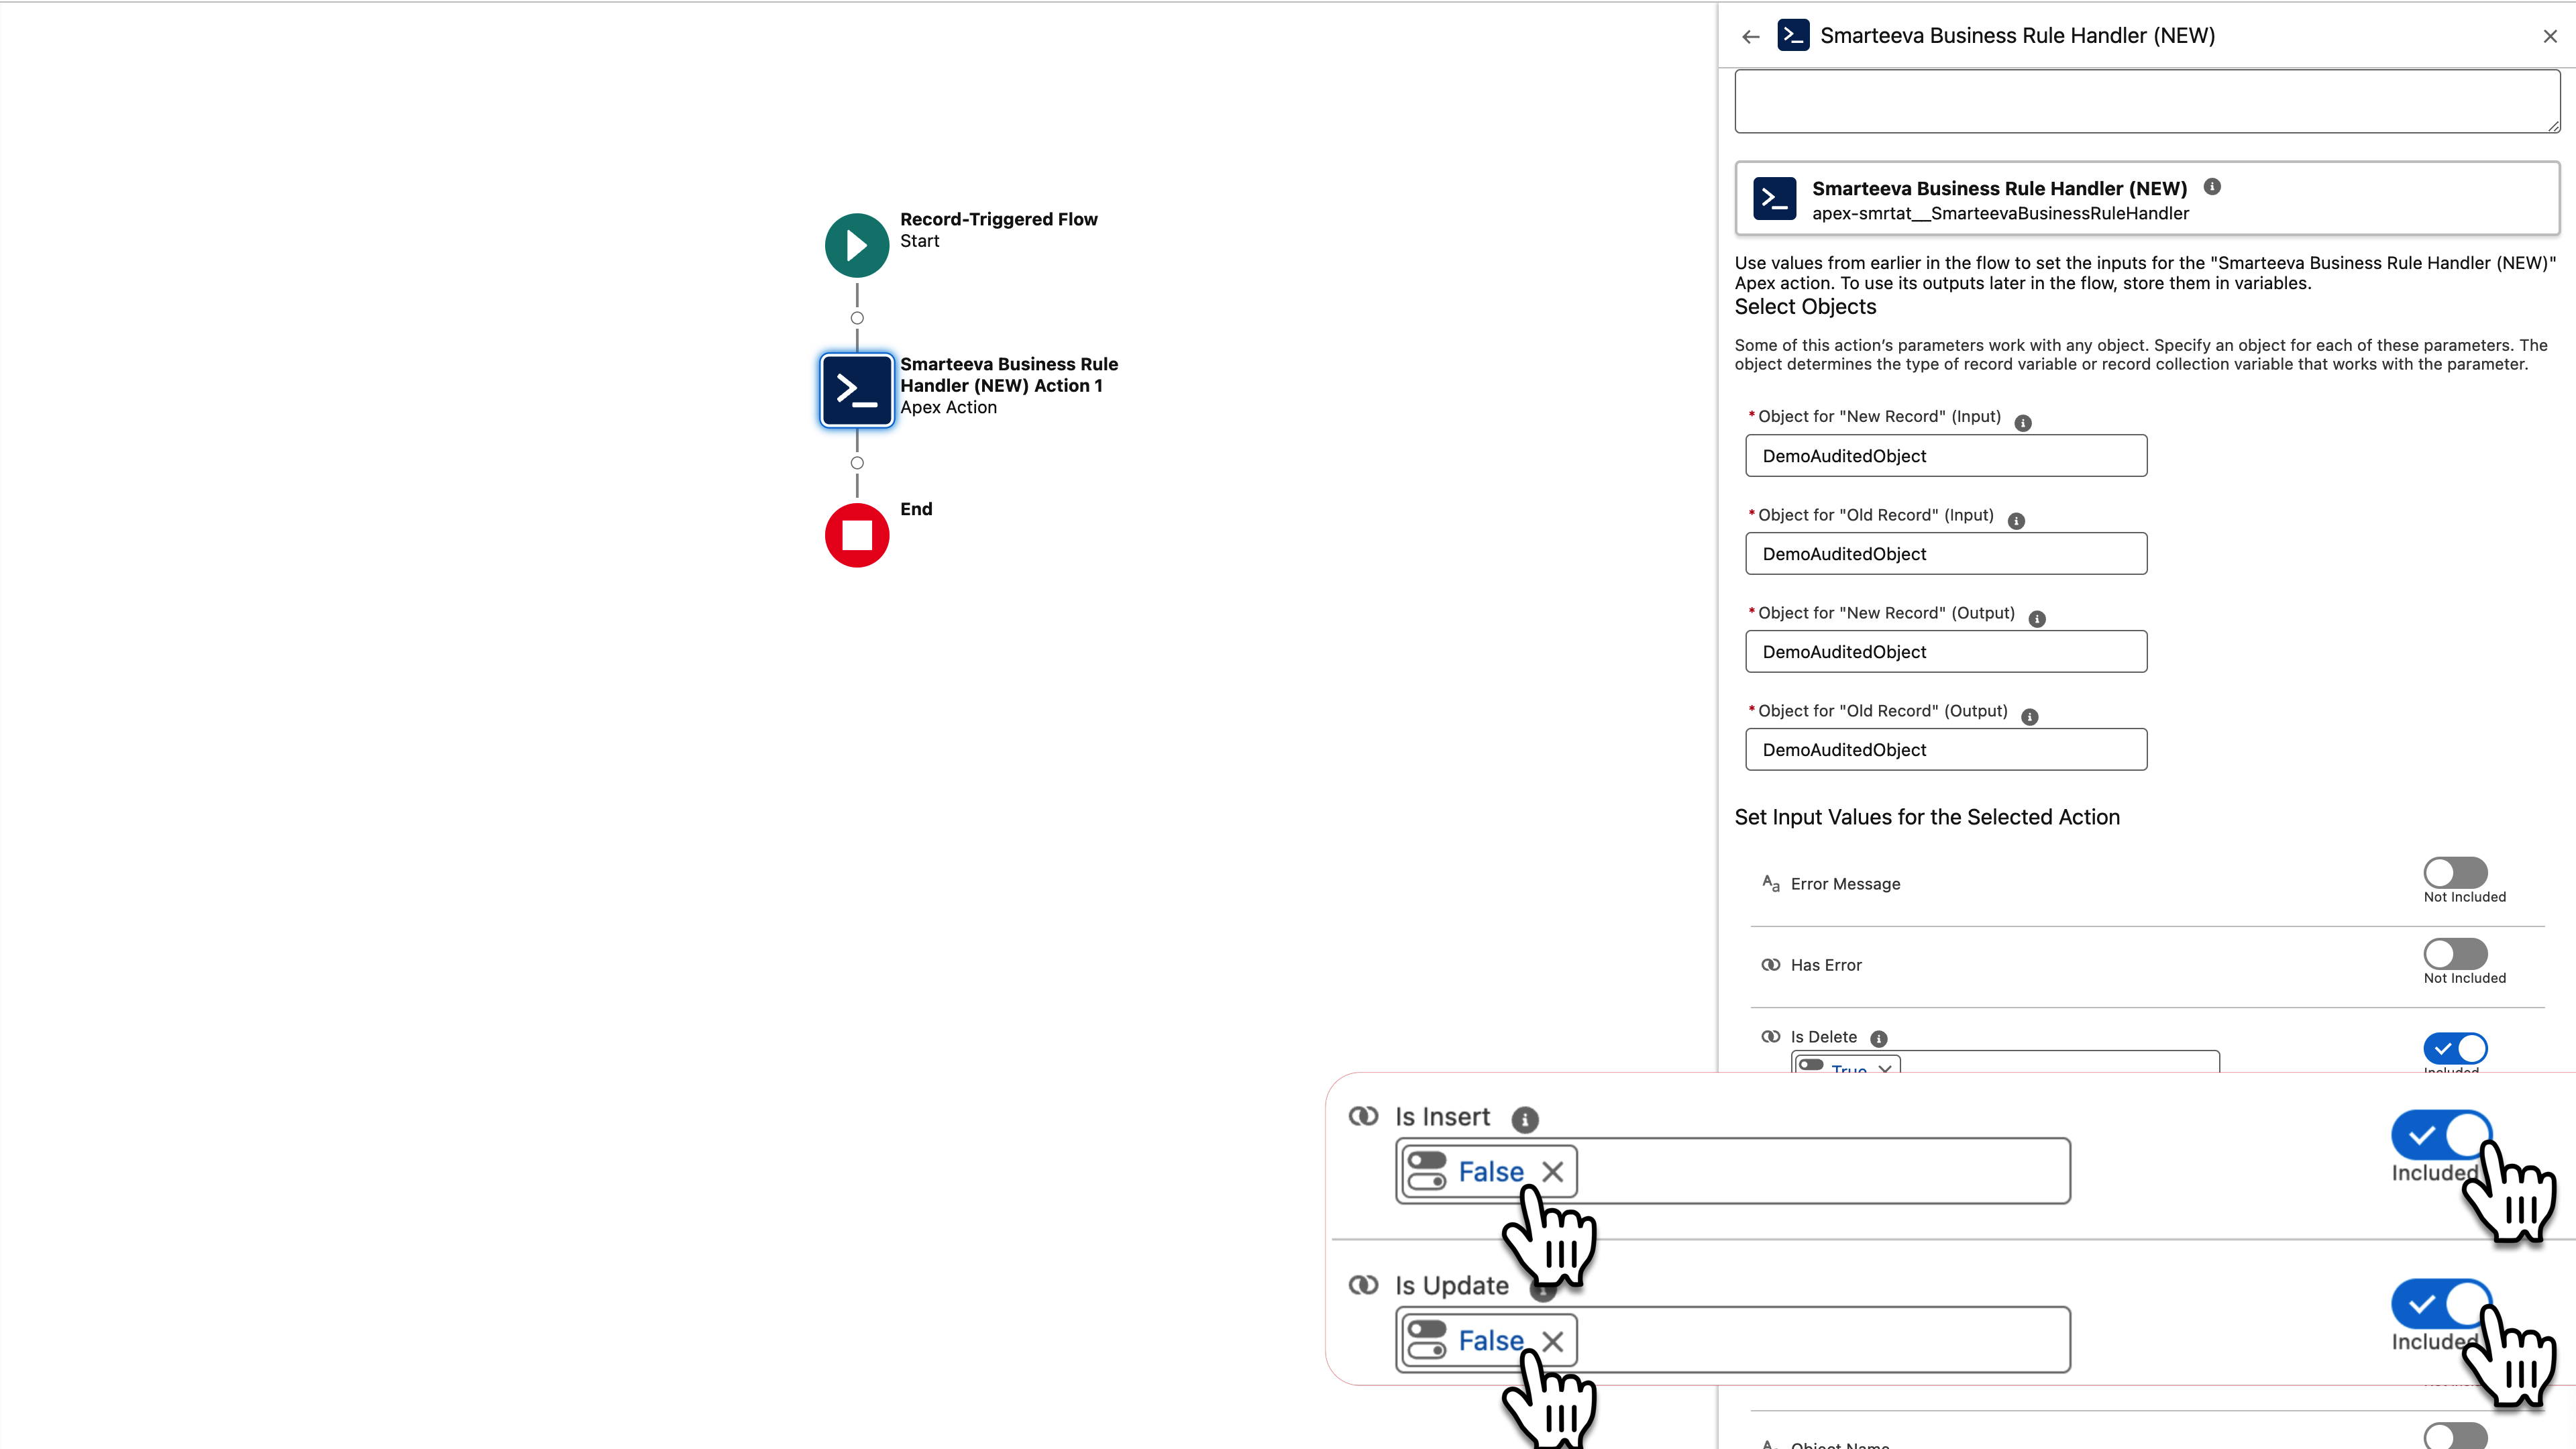 Smarteeva Business Rule Handler (NEW)
Record-Triggered Flow
Start
Smarteeva Business Rule
Handler (NEW) Action 1
Apex Action
End
Smarteeva Business Rule Handler (NEW)
apex-smrtat__SmarteevaBusinessRuleHandler
Use values from earlier in the flow to set the inputs for the "Smarteeva Business Rule Handler (NEW)"
Apex action. To use its outputs later in the flow, store them in variables.
Select Objects
Some of this action's parameters work with any object. Specify an object for each of these parameters. The
object determines the type of record variable or record collection variable that works with the parameter.
*Object for "New Record" (Input)
DemoAuditedObject
*Object for "Old Record" (Input)
DemoAuditedObject
*Object for "New Record" (Output)
DemoAuditedObject
*Object for "Old Record" (Output)
DemoAuditedObject
Set Input Values for the Selected Action
Aa Error Message
Not Included
Has Error
Not Included
Is Delete
True
Included
Is Insert
False
Included
Is Update
False
Included
Object Name